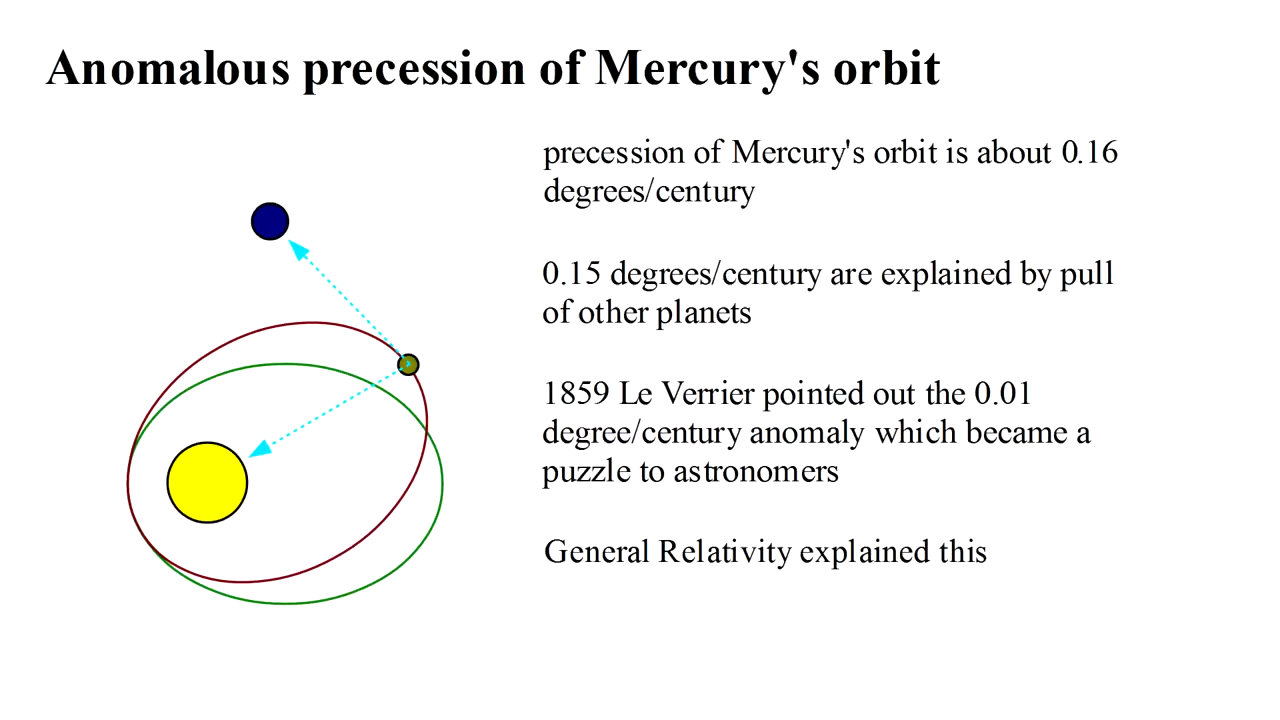 Anomalous precession of Mercury's orbit
precession of Mercury's orbit is about 0.16
degrees/century
0.15 degrees/century are explained by pull
of other planets
1859 Le Verrier pointed out the 0.01
degree/century anomaly which became a
puzzle to astronomers
General Relativity explained this